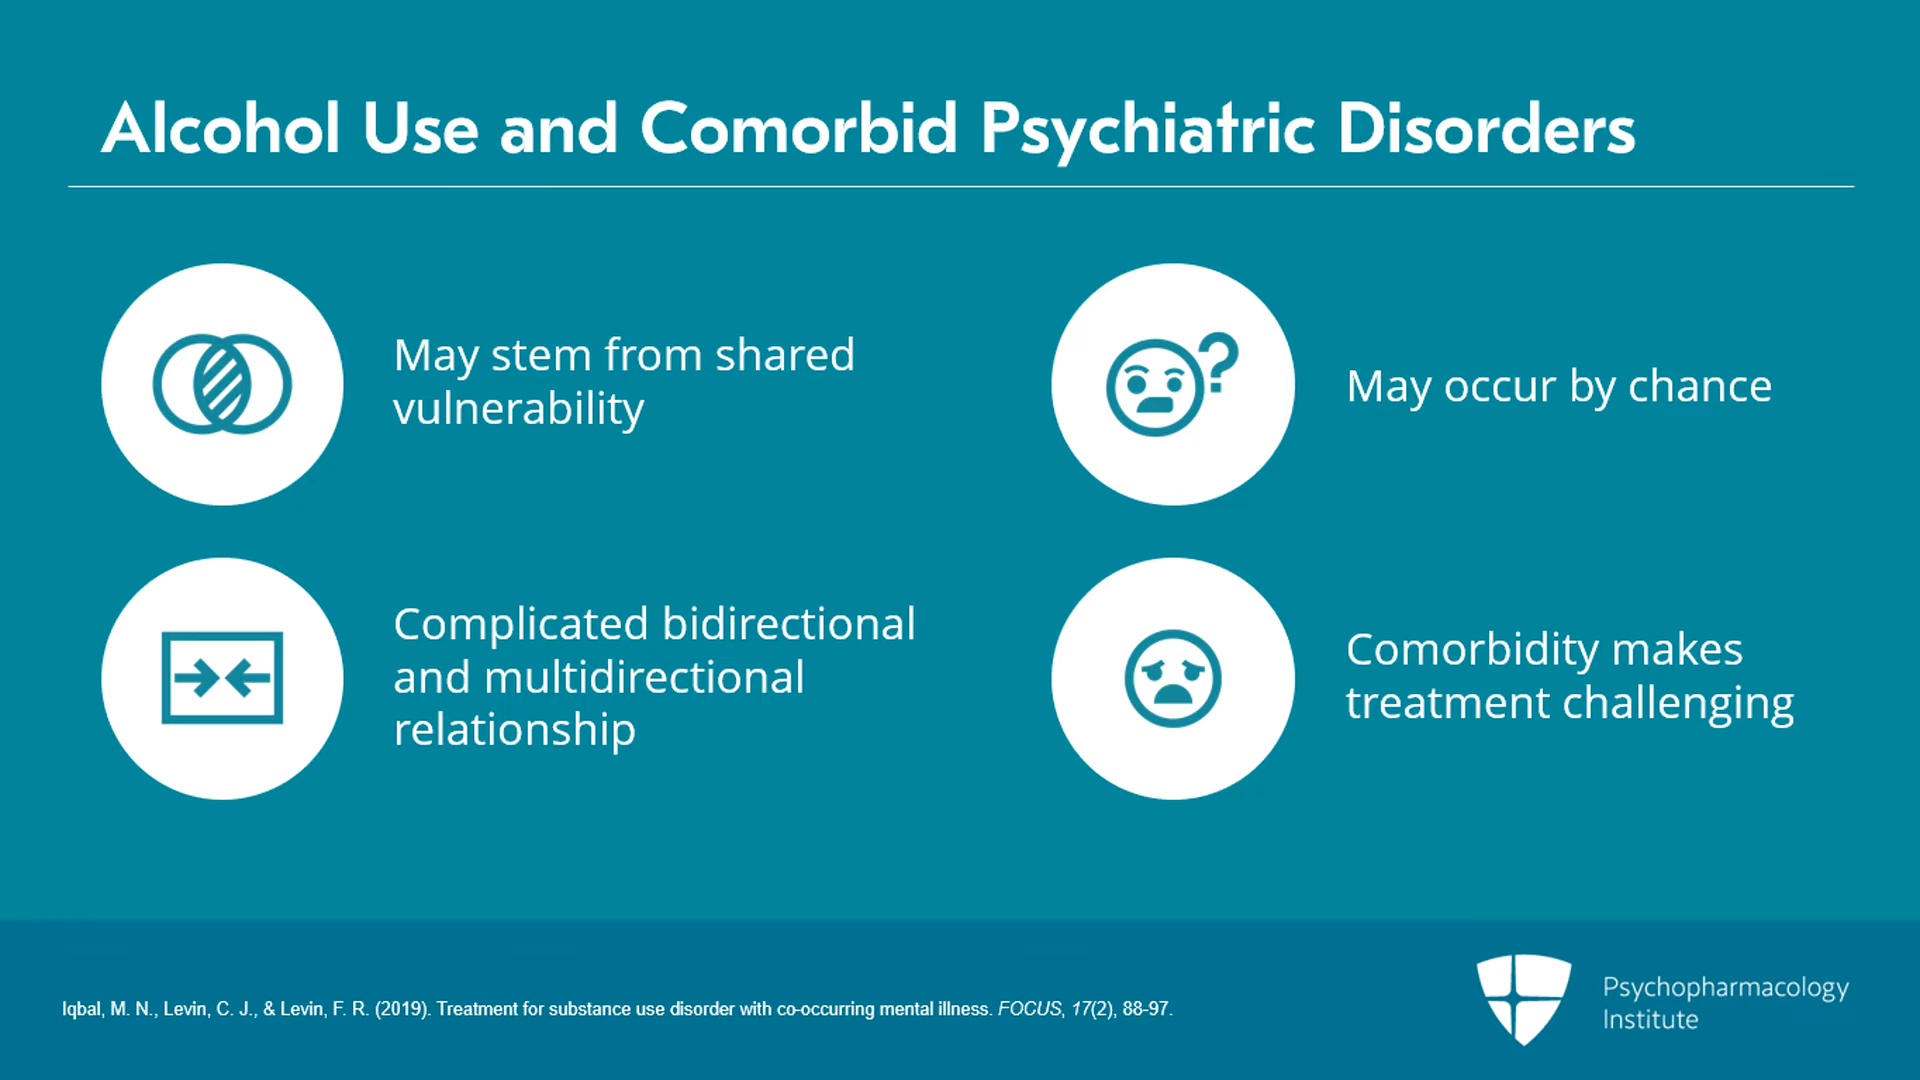 Alcohol Use and Comorbid Psychiatric Disorders
May stem from shared
vulnerability
May occur by chance
Complicated bidirectional
and multidirectional
relationship
Comorbidity makes
treatment challenging
Iqbal, M. N., Levin, C. J., & Levin, F. R. (2019). Treatment for substance use disorder with co-occurring mental illness. FOCUS, 17(2), 88-97.
Psychopharmacology
Institute